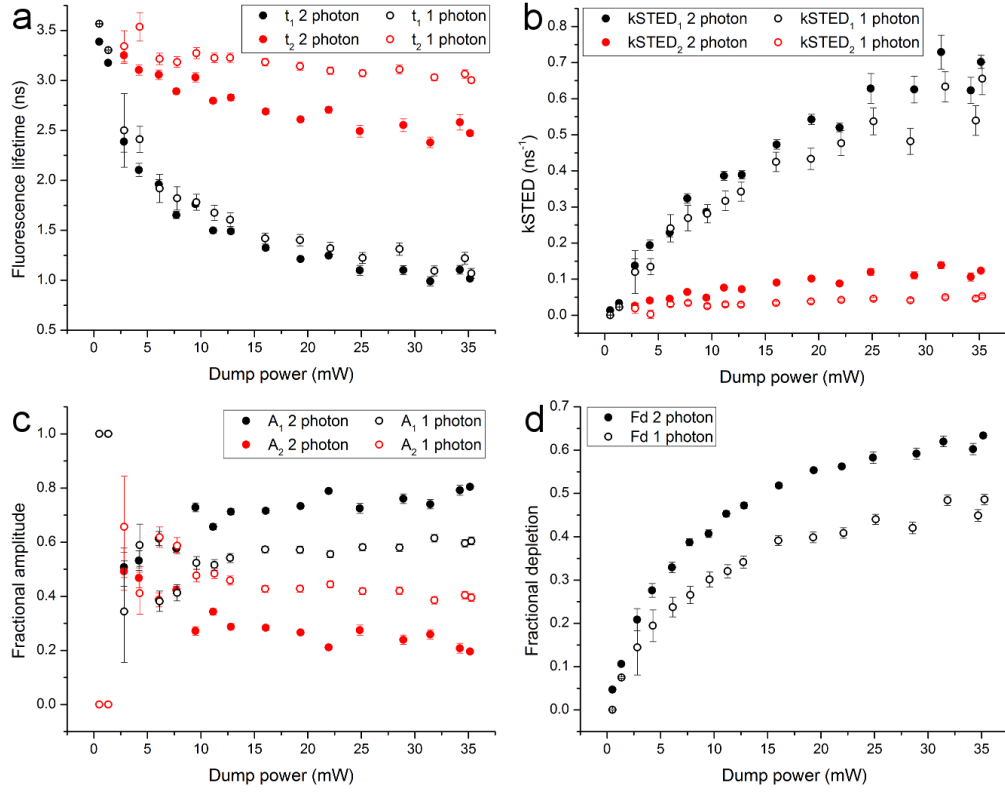 a
t₁ 2 photon t₁ 1 photon
t₂ 2 photon t₂ 1 photon
Fluorescence lifetime (ns)
3.5
3.0
2.5
2.0
1.5
1.0
0.5
0 5 10 15 20 25 30 35
Dump power (mW)
b
kSTED₁ 2 photon kSTED₁ 1 photon
kSTED₂ 2 photon kSTED₂ 1 photon
kSTED (ns⁻¹)
0.8
0.7
0.6
0.5
0.4
0.3
0.2
0.1
0.0
0 5 10 15 20 25 30 35
Dump power (mW)
c
A₁ 2 photon A₁ 1 photon
A₂ 2 photon A₂ 1 photon
Fractional amplitude
1.0
0.8
0.6
0.4
0.2
0.0
0 5 10 15 20 25 30 35
Dump power (mW)
d
Fd 2 photon
Fd 1 photon
Fractional depletion
0.7
0.6
0.5
0.4
0.3
0.2
0.1
0.0
0 5 10 15 20 25 30 35
Dump power (mW)